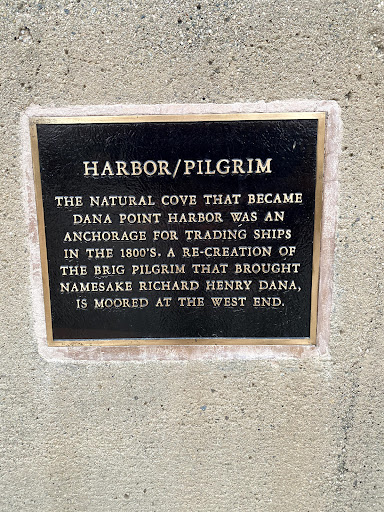 HARBOR/PILGRIM
THE NATURAL COVE THAT BECAME
DANA POINT HARBOR WAS AN
ANCHORAGE FOR TRADING SHIPS
IN THE 1800'S. A RE-CREATION OF
THE BRIG PILGRIM THAT BROUGHT
NAMESAKE RICHARD HENRY DANA,
IS MOORED AT THE WEST END.